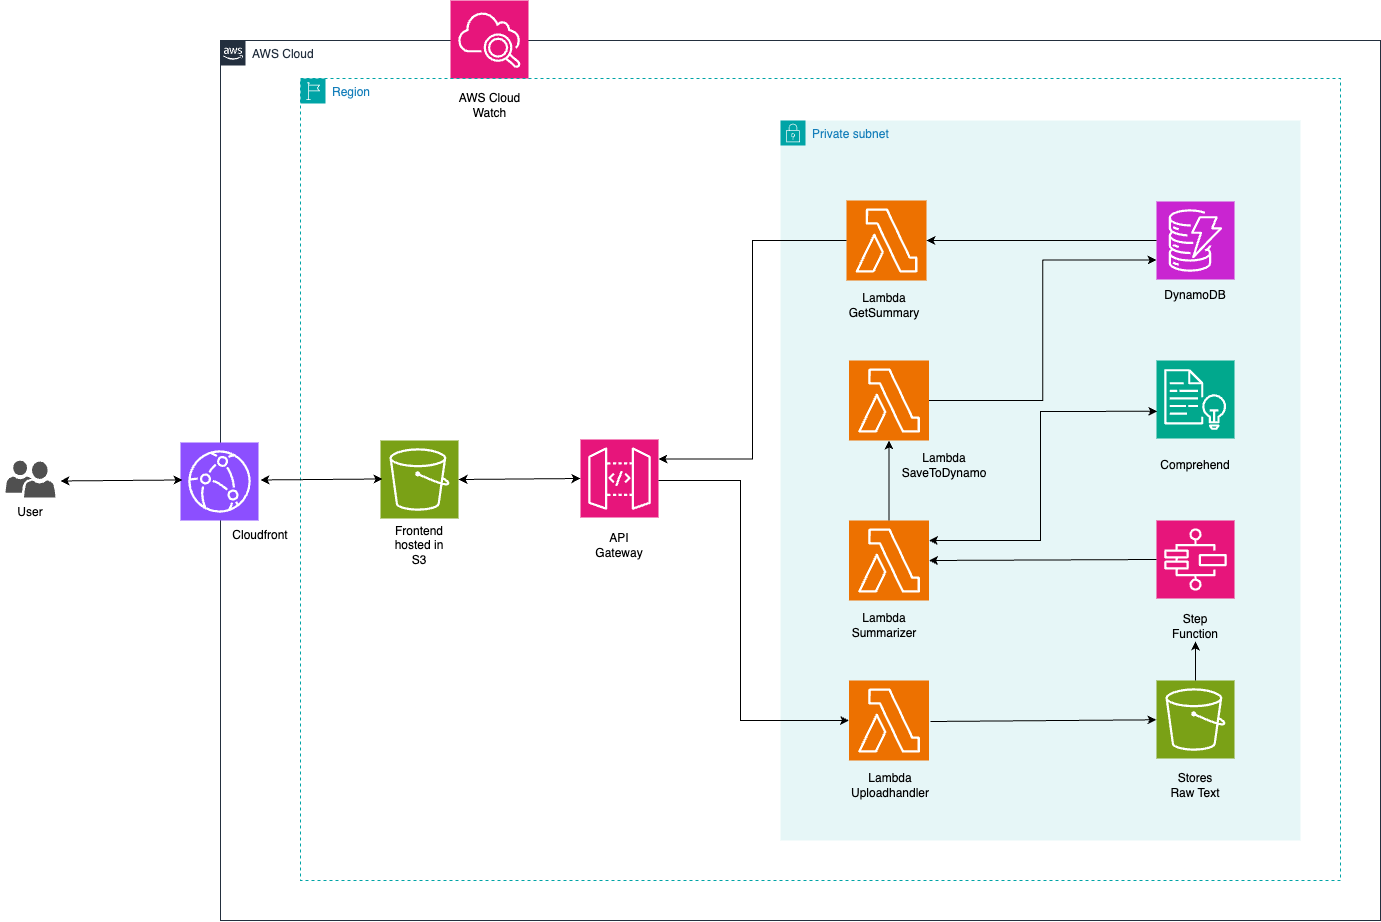 aws
AWS Cloud
AWS Cloud
Watch
Region
Private subnet
Lambda
GetSummary
DynamoDB
Lambda
SaveToDynamo
Comprehend
User
Cloudfront
Frontend
hosted in
S3
</>
API
Gateway
Lambda
Summarizer
Step
Function
Lambda
Uploadhandler
Stores
Raw Text